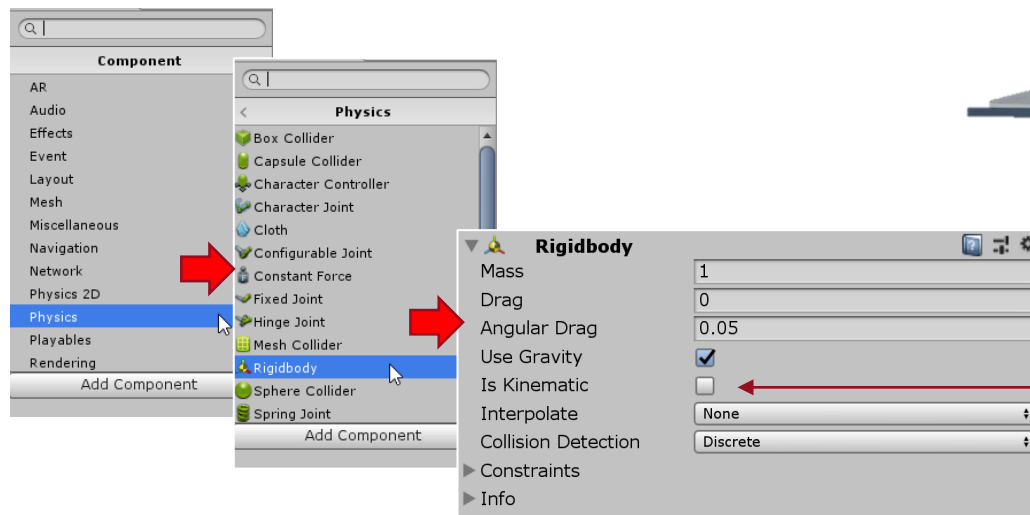 Component
AR
Audio
Effects
Event
Layout
Mesh
Miscellaneous
Navigation
Network
Physics 2D
Physics
Playables
Rendering
Add Component
Physics
Box Collider
Capsule Collider
Character Controller
Character Joint
Cloth
Configurable Joint
Constant Force
Fixed Joint
Hinge Joint
Mesh Collider
Rigidbody
Sphere Collider
Spring Joint
Add Component
Rigidbody
Mass 1
Drag 0
Angular Drag 0.05
Use Gravity
Is Kinematic
Interpolate None
Collision Detection Discrete
Constraints
Info